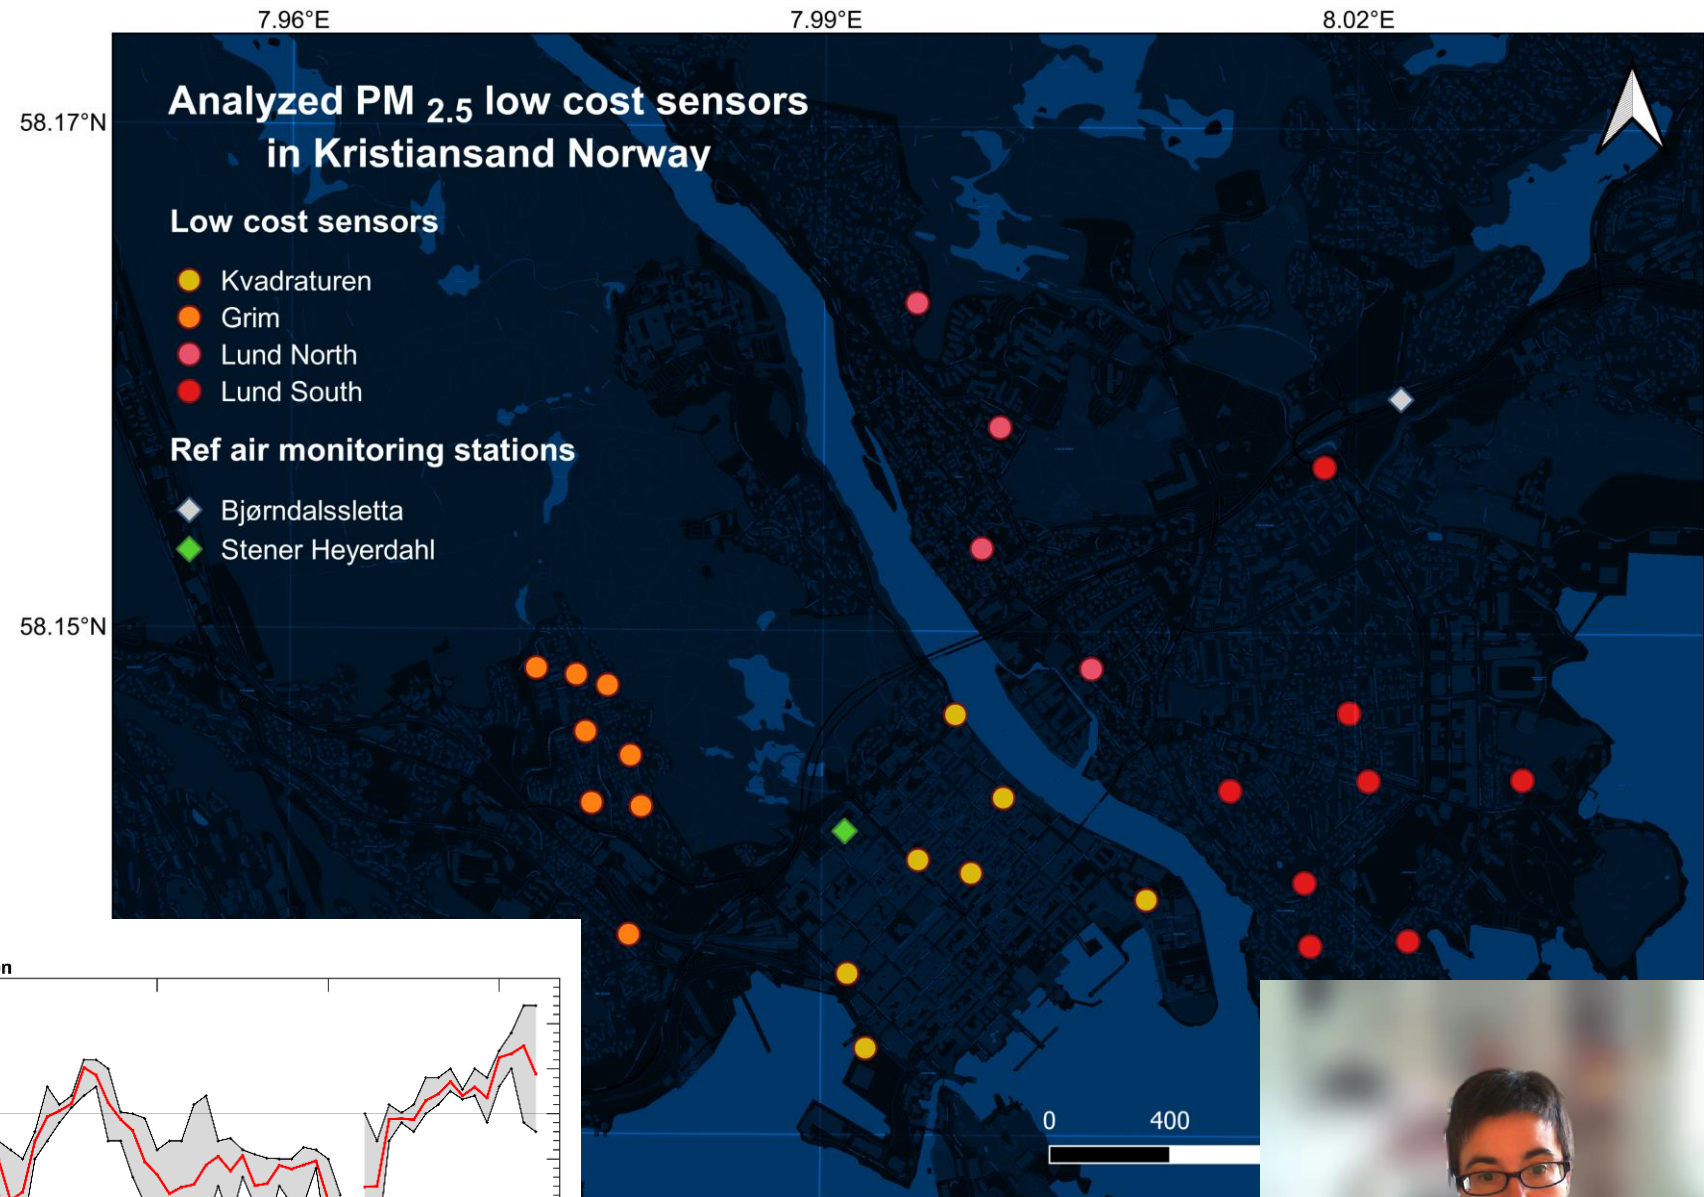 7.96°E 7.99°E 8.02°E
58.17°N
58.15°N
Analyzed PM 2.5 low cost sensors
in Kristiansand Norway
Low cost sensors
Kvadraturen
Grim
Lund North
Lund South
Ref air monitoring stations
Bjørndalssletta
Stener Heyerdahl
0 400